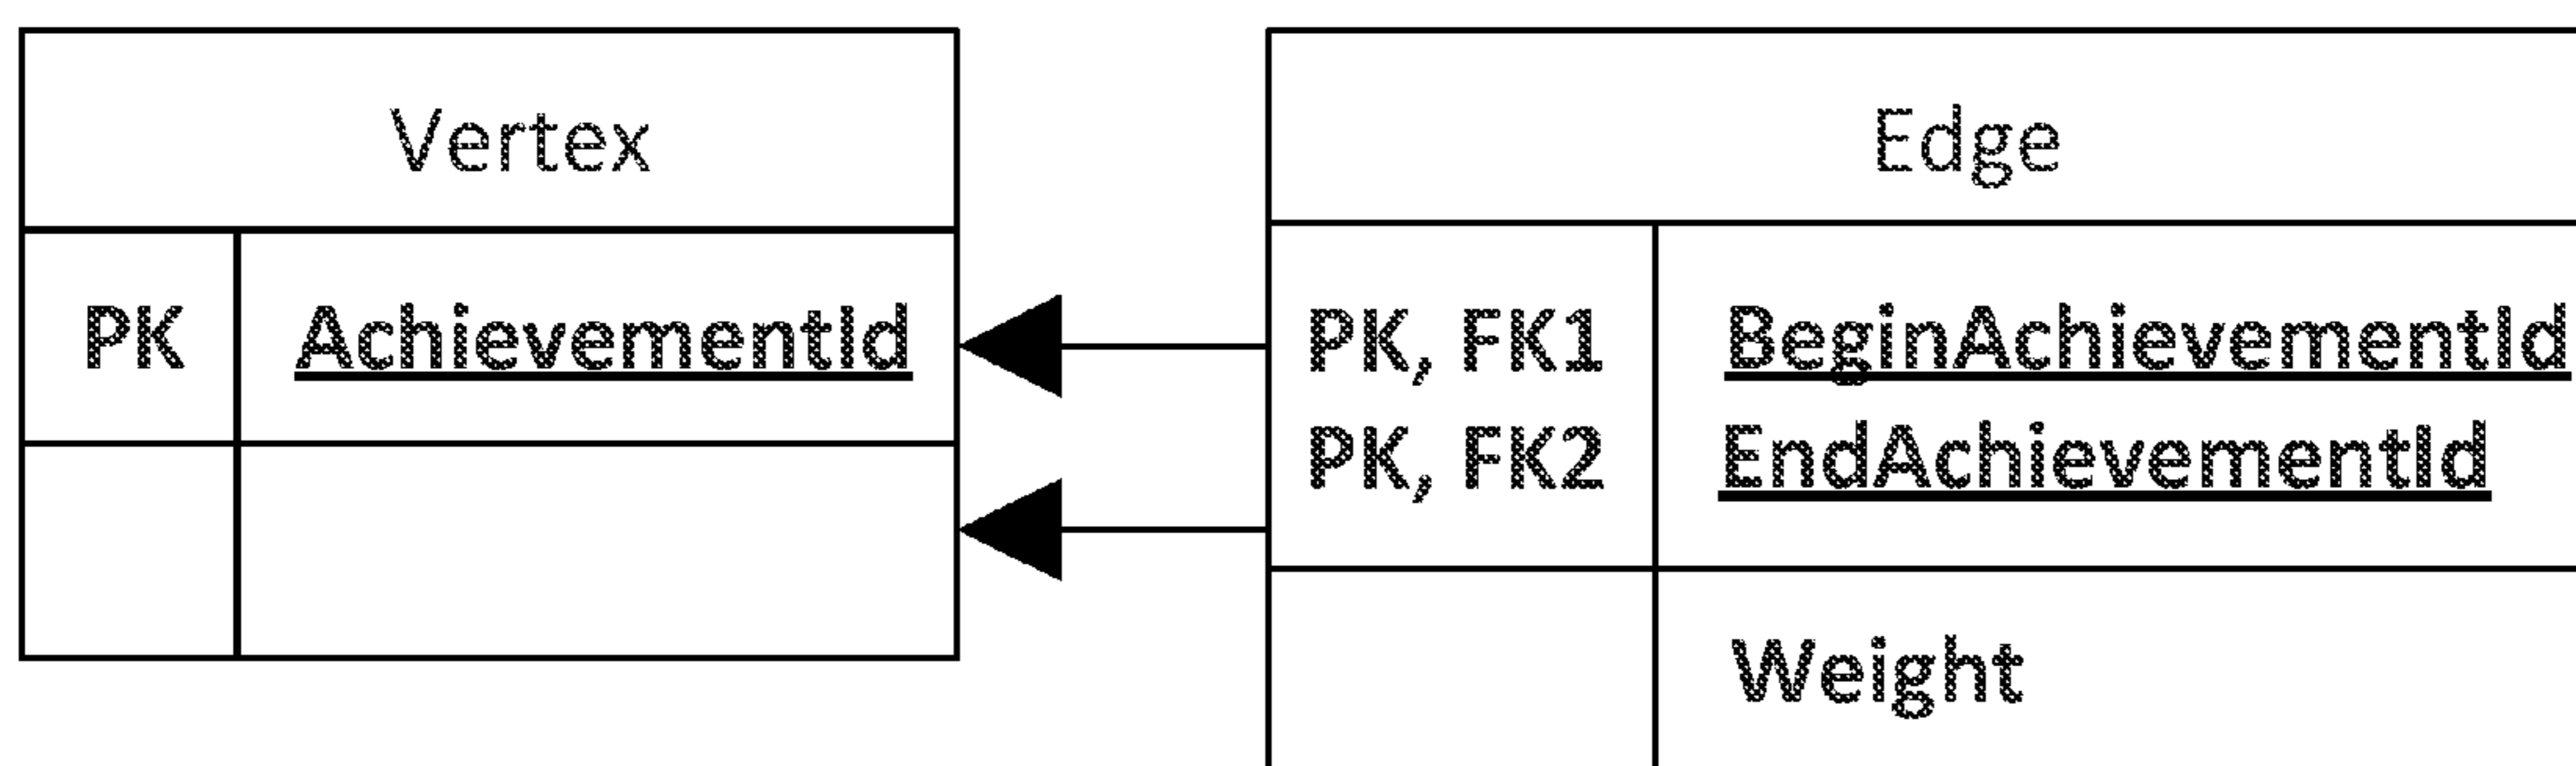 Vertex
PK AchievementId
Edge
PK, FK1 BeginAchievementId
PK, FK2 EndAchievementId
Weight